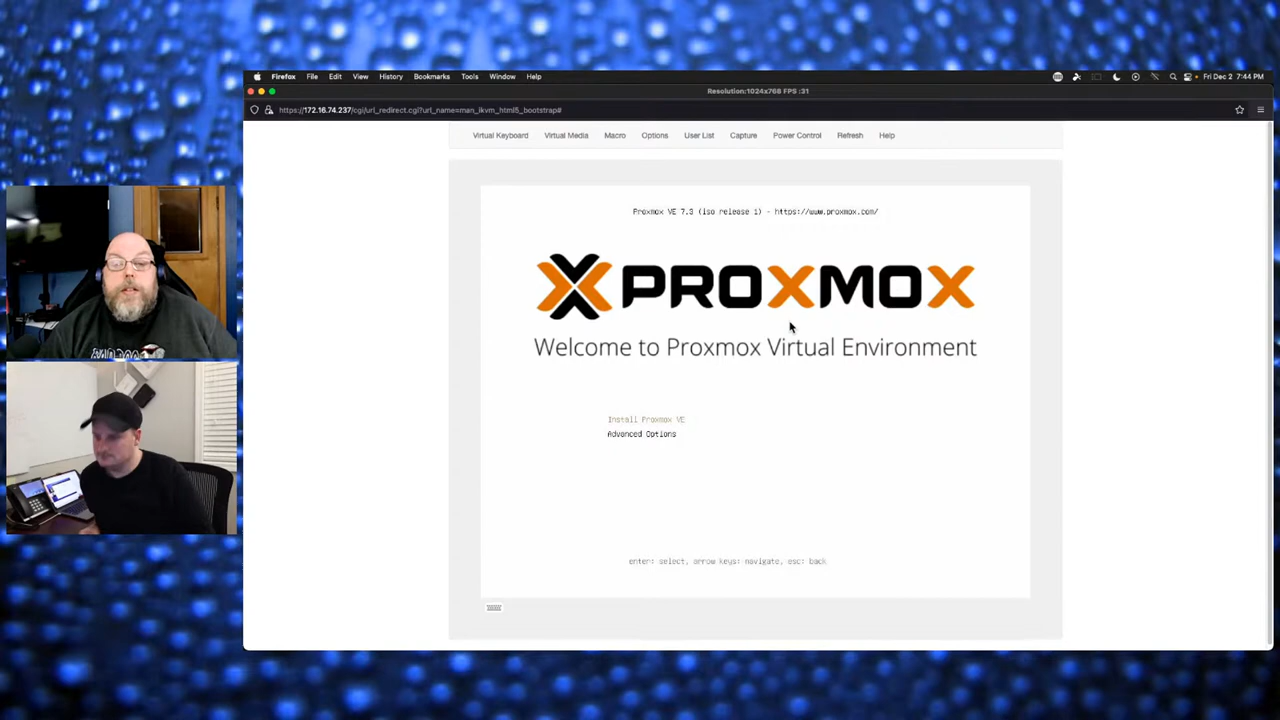 Firefox File Edit View History Bookmarks Tools Window Help Fri Dec 2 7:44 PM
Resolution:1024x768 FPS :31
https://172.16.74.237/cgi/url_redirect.cgi?url_name=man_ikvm_html5_bootstrap#
Virtual Keyboard Virtual Media Macro Options User List Capture Power Control Refresh Help
Proxmox VE 7.3 (iso release 1) - https://www.proxmox.com/
PROXMOX
Welcome to Proxmox Virtual Environment
Install Proxmox VE
Advanced Options
enter: select, arrow keys: navigate, esc: back